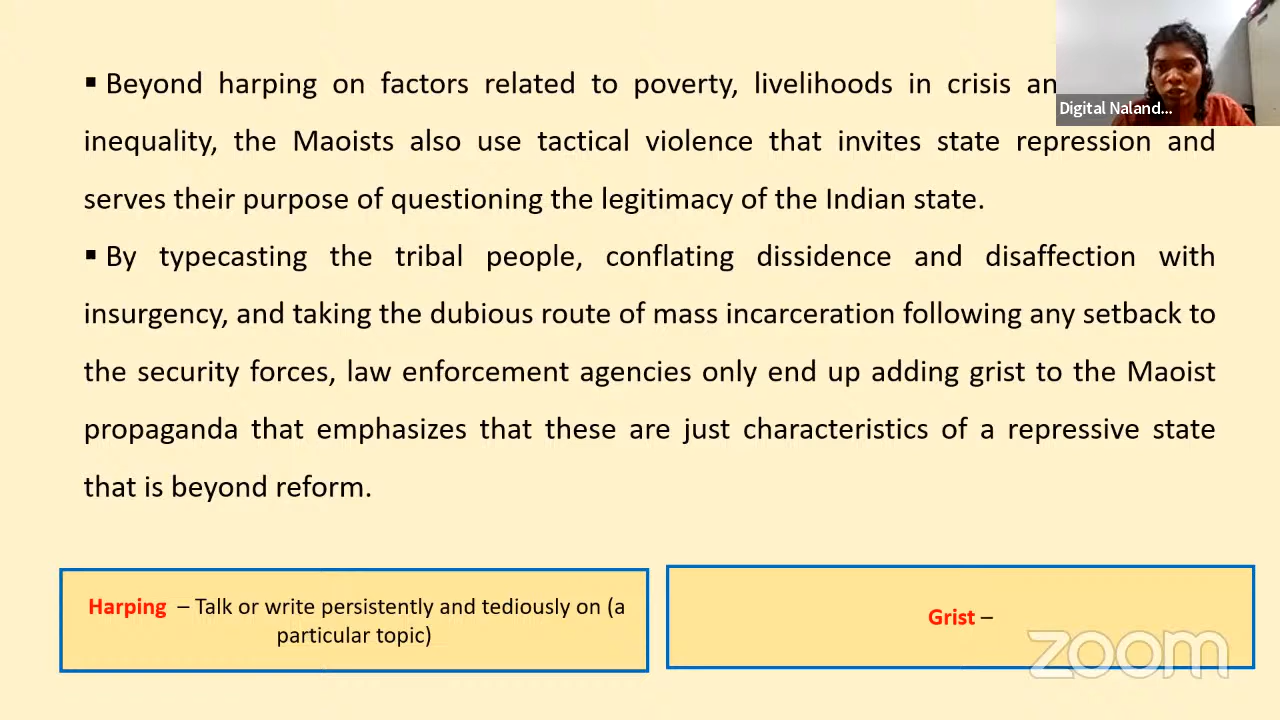 ▪ Beyond harping on factors related to poverty, livelihoods in crisis
inequality, the Maoists also use tactical violence that invites state repression and
serves their purpose of questioning the legitimacy of the Indian state.
▪ By typecasting the tribal people, conflating dissidence and disaffection with
insurgency, and taking the dubious route of mass incarceration following any setback to
the security forces, law enforcement agencies only end up adding grist to the Maoist
propaganda that emphasizes that these are just characteristics of a repressive state
that is beyond reform.
Digital Naland...
Harping – Talk or write persistently and tediously on (a
particular topic)
Grist –
zoom